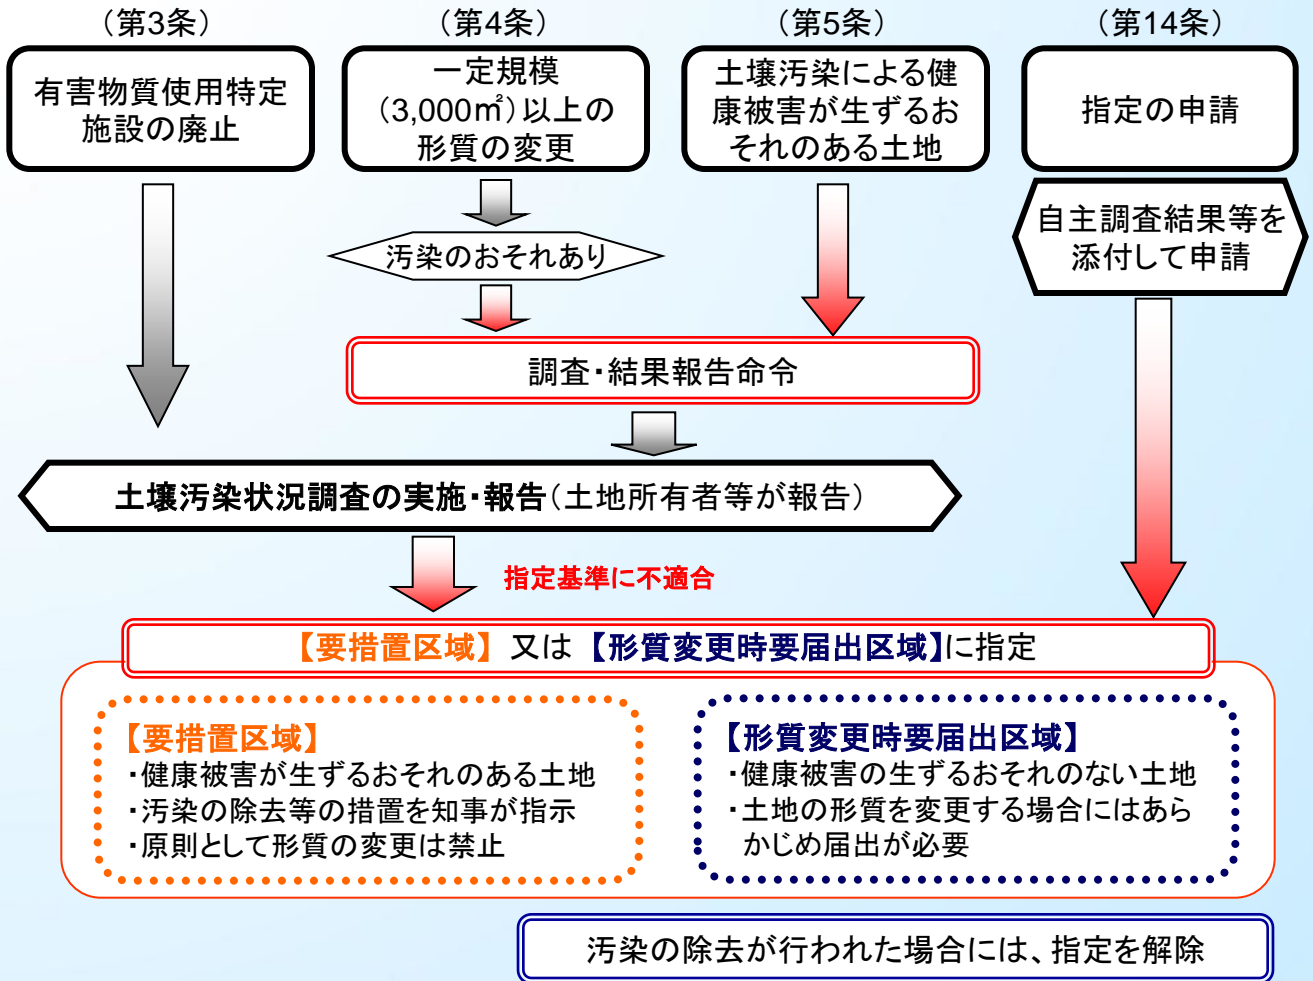 （第3条）
（第4条）
（第5条）
（第14条）
有害物質使用特定
施設の廃止
一定規模
（3,000㎡）以上の
形質の変更
土壌汚染による健
康被害が生ずるお
それのある土地
指定の申請
汚染のおそれあり
自主調査結果等を
添付して申請
調査・結果報告命令
土壌汚染状況調査の実施・報告（土地所有者等が報告）
指定基準に不適合
【要措置区域】 又は 【形質変更時要届出区域】に指定
【要措置区域】
・健康被害が生ずるおそれのある土地
・汚染の除去等の措置を知事が指示
・原則として形質の変更は禁止
【形質変更時要届出区域】
・健康被害の生ずるおそれのない土地
・土地の形質を変更する場合にはあら
かじめ届出が必要
汚染の除去が行われた場合には、指定を解除